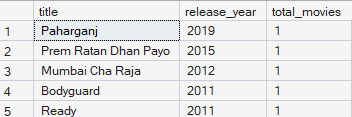 title release_year total_movies
1 Paharganj 2019 1
2 Prem Ratan Dhan Payo 2015 1
3 Mumbai Cha Raja 2012 1
4 Bodyguard 2011 1
5 Ready 2011 1